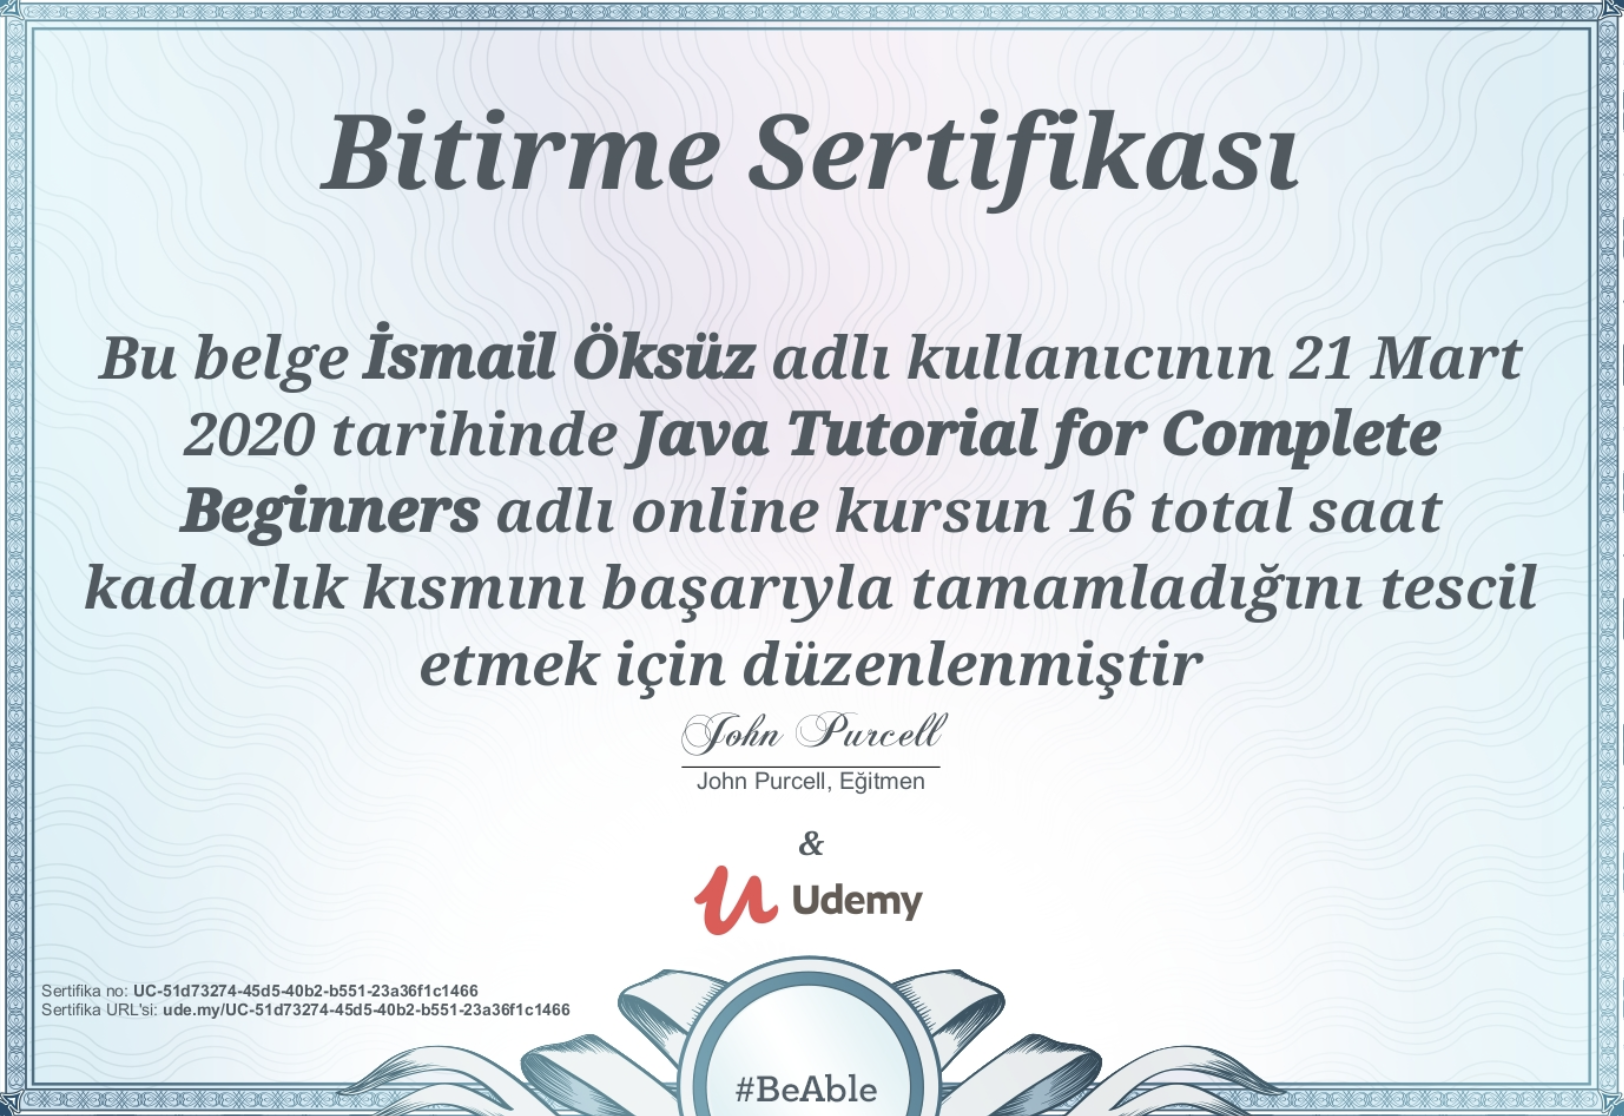 Bitirme Sertifikası
Bu belge İsmail Öksüz adlı kullanıcının 21 Mart
2020 tarihinde Java Tutorial for Complete
Beginners adlı online kursun 16 total saat
kadarlık kısmını başarıyla tamamladığını tescil
etmek için düzenlenmiştir
John Purcell
John Purcell, Eğitmen
&
Udemy
Sertifika no: UC-51d73274-45d5-40b2-b551-23a36f1c1466
Sertifika URL'si: ude.my/UC-51d73274-45d5-40b2-b551-23a36f1c1466
#BeAble